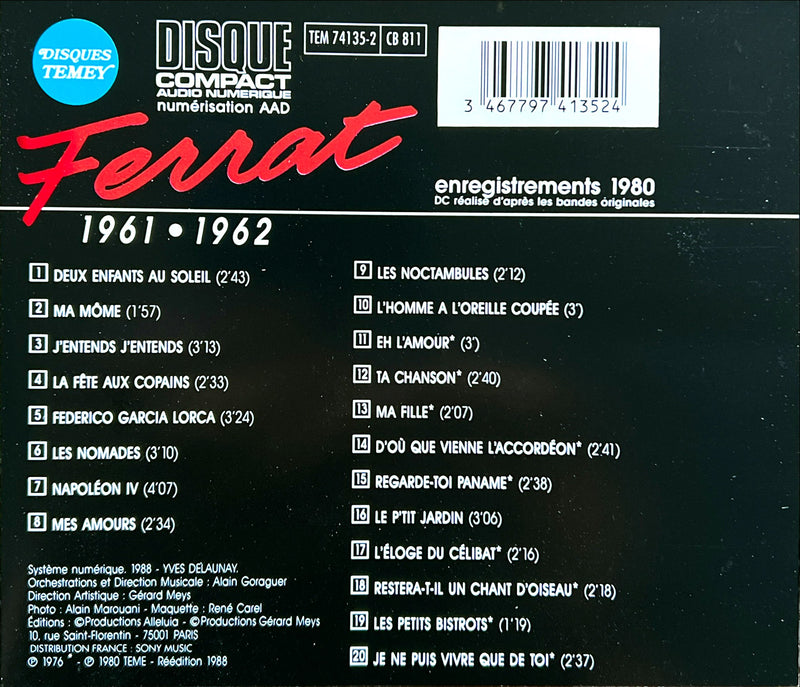 DISQUES
TEMEY
DISQUE
COMPACT
AUDIO NUMERIQUE
numérisation AAD
TEM 74135-2 CB 811
3 467797 413524
Ferrat
enregistrements 1980
DC réalisé d'après les bandes originales
1961 • 1962
1 DEUX ENFANTS AU SOLEIL (2'43)
2 MA MÔME (1'57)
3 J'ENTENDS J'ENTENDS (3'13)
4 LA FÊTE AUX COPAINS (2'33)
5 FEDERICO GARCIA LORCA (3'24)
6 LES NOMADES (3'10)
7 NAPOLÉON IV (4'07)
8 MES AMOURS (2'34)
9 LES NOCTAMBULES (2'12)
10 L'HOMME A L'OREILLE COUPÉE (3')
11 EH L'AMOUR* (3')
12 TA CHANSON* (2'40)
13 MA FILLE* (2'07)
14 D'OÙ QUE VIENNE L'ACCORDÉON* (2'41)
15 REGARDE-TOI PANAME* (2'38)
16 LE P'TIT JARDIN (3'06)
17 L'ÉLOGE DU CÉLIBAT* (2'16)
18 RESTERA-T-IL UN CHANT D'OISEAU* (2'18)
19 LES PETITS BISTROTS* (1'19)
20 JE NE PUIS VIVRE QUE DE TOI* (2'37)
Système numérique. 1988 - YVES DELAUNAY.
Orchestrations et Direction Musicale : Alain Goraguer
Direction Artistique : Gérard Meys
Photo : Alain Marouani - Maquette : René Carel
Éditions : ©Productions Alleluia - ©Productions Gérard Meys
10, rue Saint-Florentin - 75001 PARIS
DISTRIBUTION FRANCE : SONY MUSIC
℗ 1976 * - ℗ 1980 TEME - Réédition 1988